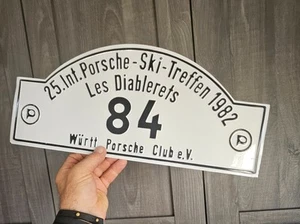 25. Int. Porsche-Ski-Treffen 1982
Les Diablerets
84
P P
Württ. Porsche Club e.V.